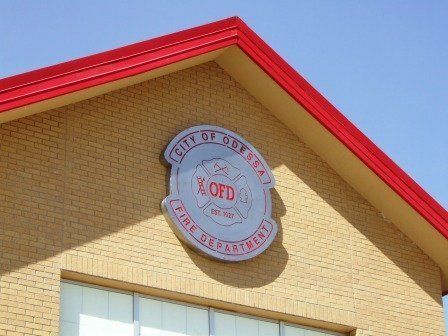 CITY OF ODESSA
OFD
EST. 1927
FIRE DEPARTMENT